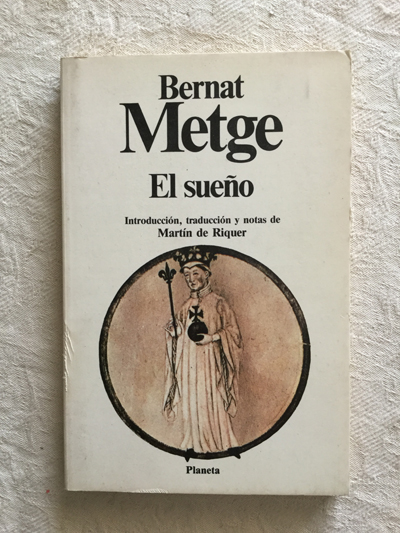 Bernat
Metge
El sueño
Introducción, traducción y notas de
Martín de Riquer
Planeta